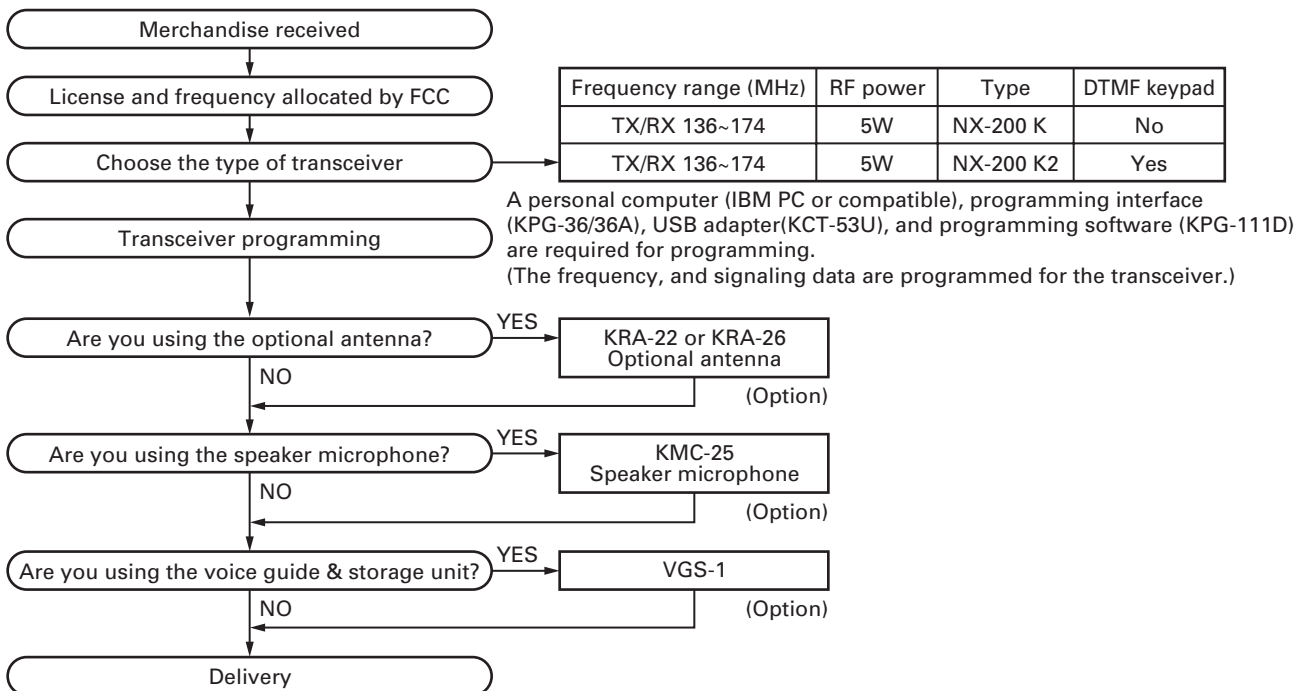 Merchandise received
License and frequency allocated by FCC
Choose the type of transceiver
Frequency range (MHz) RF power Type DTMF keypad
TX/RX 136~174 5W NX-200 K No
TX/RX 136~174 5W NX-200 K2 Yes
Transceiver programming
A personal computer (IBM PC or compatible), programming interface
(KPG-36/36A), USB adapter(KCT-53U), and programming software (KPG-111D)
are required for programming.
(The frequency, and signaling data are programmed for the transceiver.)
Are you using the optional antenna?
YES
KRA-22 or KRA-26
Optional antenna
(Option)
NO
Are you using the speaker microphone?
YES
KMC-25
Speaker microphone
(Option)
NO
Are you using the voice guide & storage unit?
YES
VGS-1
(Option)
NO
Delivery